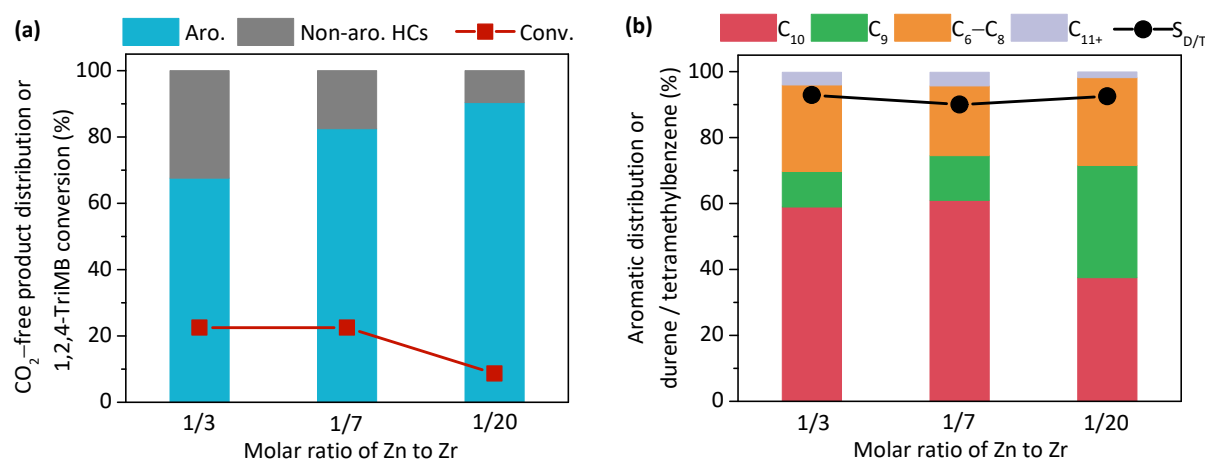 (a)
Aro. Non-aro. HCs Conv.
CO₂−free product distribution or
1,2,4-TriMB conversion (%)
100
80
60
40
20
0
1/3 1/7 1/20
Molar ratio of Zn to Zr
(b)
C₁₀ C₉ C₆−C₈ C₁₁₊ S_D/T
Aromatic distribution or
durene / tetramethylbenzene (%)
100
80
60
40
20
0
1/3 1/7 1/20
Molar ratio of Zn to Zr